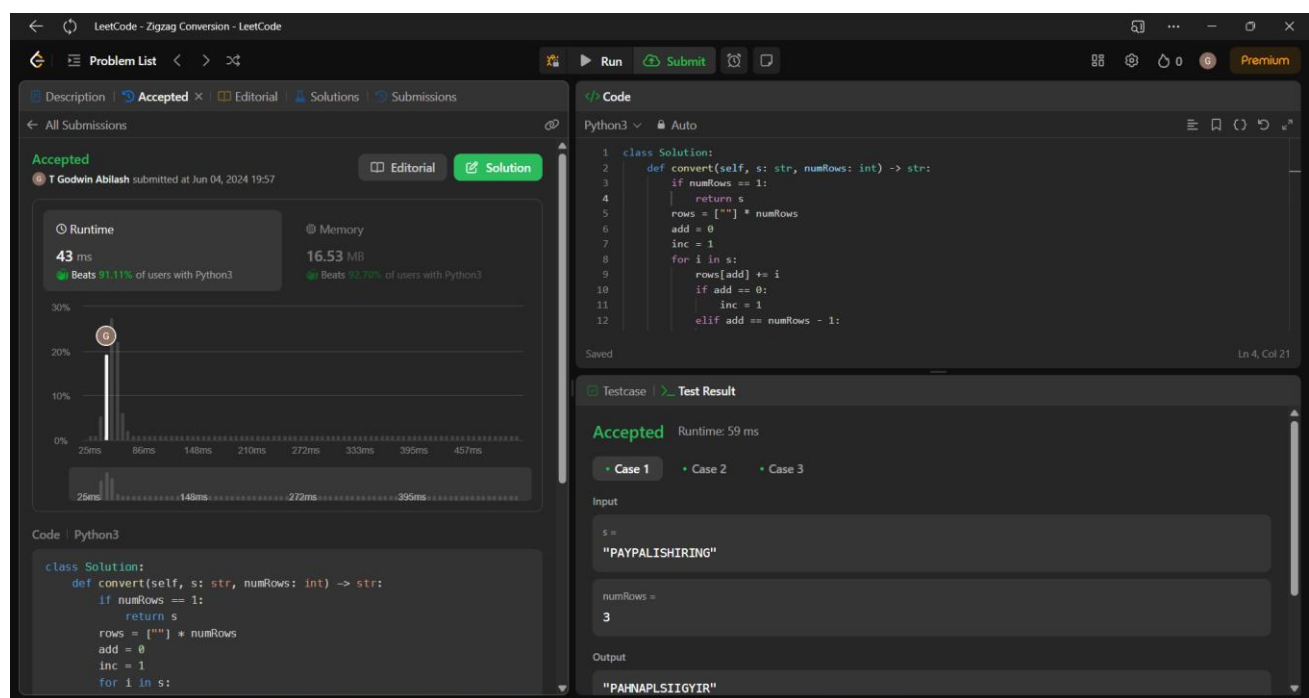 LeetCode - Zigzag Conversion - LeetCode
Problem List
Run
Submit
0
G
Premium
Description
Accepted
Editorial
Solutions
Submissions
All Submissions
Accepted
G T Godwin Abilash submitted at Jun 04, 2024 19:57
Editorial
Solution
Runtime
43 ms
Beats 91.11% of users with Python3
Memory
16.53 MB
Beats 92.70% of users with Python3
30%
20%
10%
0%
G
25ms 86ms 148ms 210ms 272ms 333ms 395ms 457ms
25ms 148ms 272ms 395ms
Code | Python3
class Solution:
def convert(self, s: str, numRows: int) -> str:
if numRows == 1:
return s
rows = [""] * numRows
add = 0
inc = 1
for i in s:
</> Code
Python3 Auto
1 class Solution:
2 def convert(self, s: str, numRows: int) -> str:
3 if numRows == 1:
4 return s
5 rows = [""] * numRows
6 add = 0
7 inc = 1
8 for i in s:
9 rows[add] += i
10 if add == 0:
11 inc = 1
12 elif add == numRows - 1:
Saved
Ln 4, Col 21
Testcase
>_ Test Result
Accepted Runtime: 59 ms
• Case 1 • Case 2 • Case 3
Input
s =
"PAYPALISHIRING"
numRows =
3
Output
"PAHNAPLSIIGYIR"